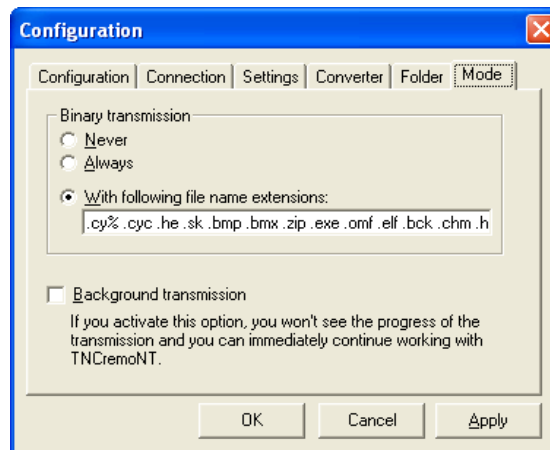 Configuration
Configuration Connection Settings Converter Folder Mode
Binary transmission
Never
Always
With following file name extensions:
.cy% .cyc .he .sk .bmp .bmx .zip .exe .omf .elf .bck .chm .h
Background transmission
If you activate this option, you won't see the progress of the
transmission and you can immediately continue working with
TNCremoNT.
OK Cancel Apply